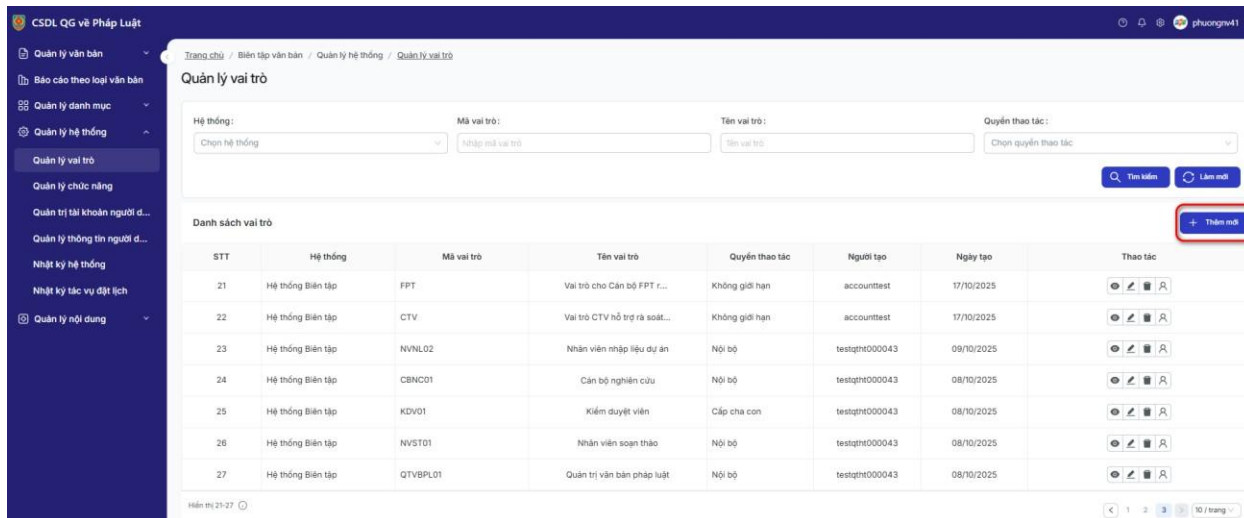 CSDL QG về Pháp Luật
phuongnv41
Quản lý văn bản
Báo cáo theo loại văn bản
Quản lý danh mục
Quản lý hệ thống
Quản lý vai trò
Quản lý chức năng
Quản trị tài khoản người d...
Quản lý thông tin người d...
Nhật ký hệ thống
Nhật ký tác vụ đặt lịch
Quản lý nội dung
Trang chủ / Biên tập văn bản / Quản lý hệ thống / Quản lý vai trò
Quản lý vai trò
Hệ thống: Mã vai trò: Tên vai trò: Quyền thao tác:
Chọn hệ thống Nhập mã vai trò Tên vai trò Chọn quyền thao tác
Tìm kiếm Làm mới
Danh sách vai trò
+ Thêm mới
STT Hệ thống Mã vai trò Tên vai trò Quyền thao tác Người tạo Ngày tạo Thao tác
21 Hệ thống Biên tập FPT Vai trò cho Cán bộ FPT r... Không giới hạn accounttest 17/10/2025
22 Hệ thống Biên tập CTV Vai trò CTV hỗ trợ rà soát... Không giới hạn accounttest 17/10/2025
23 Hệ thống Biên tập NVNL02 Nhân viên nhập liệu dự án Nội bộ testqtht000043 09/10/2025
24 Hệ thống Biên tập CBNC01 Cán bộ nghiên cứu Nội bộ testqtht000043 08/10/2025
25 Hệ thống Biên tập KDV01 Kiểm duyệt viên Cấp cha con testqtht000043 08/10/2025
26 Hệ thống Biên tập NVST01 Nhân viên soạn thảo Nội bộ testqtht000043 08/10/2025
27 Hệ thống Biên tập QTVBPL01 Quản trị văn bản pháp luật Nội bộ testqtht000043 08/10/2025
Hiển thị 21-27
< 1 2 3 > 10 / trang